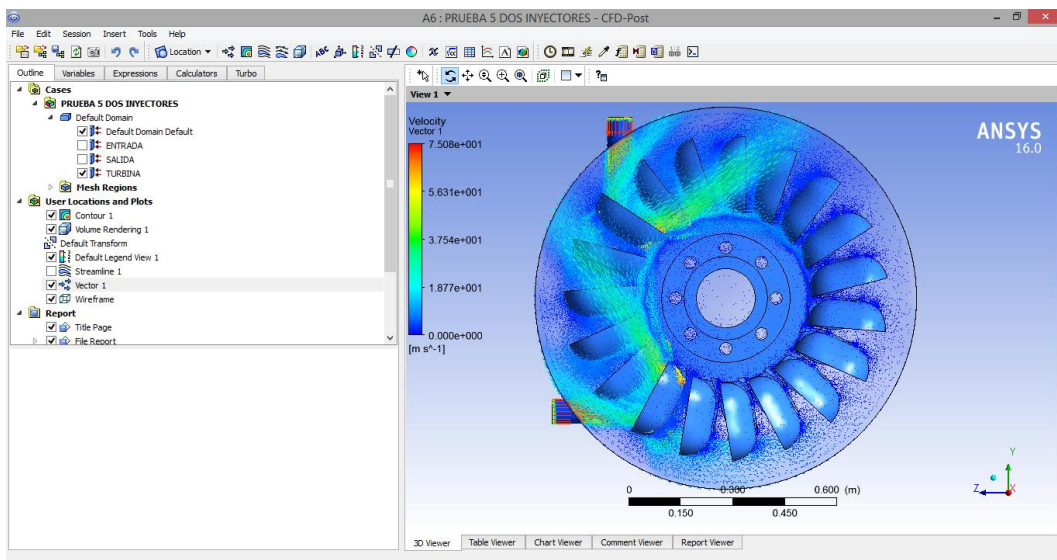 A6 : PRUEBA 5 DOS INYECTORES - CFD-Post
File Edit Session Insert Tools Help
Location
Outline Variables Expressions Calculators Turbo
Cases
PRUEBA 5 DOS INYECTORES
Default Domain
Default Domain Default
ENTRADA
SALIDA
TURBINA
Mesh Regions
User Locations and Plots
Contour 1
Volume Rendering 1
Default Transform
Default Legend View 1
Streamline 1
Vector 1
Wireframe
Report
Title Page
File Report
View 1
Velocity
Vector 1
7.508e+001
5.631e+001
3.754e+001
1.877e+001
0.000e+000
[m s^-1]
ANSYS
16.0
0 0.300 0.600 (m)
0.150 0.450
Y
Z X
3D Viewer Table Viewer Chart Viewer Comment Viewer Report Viewer